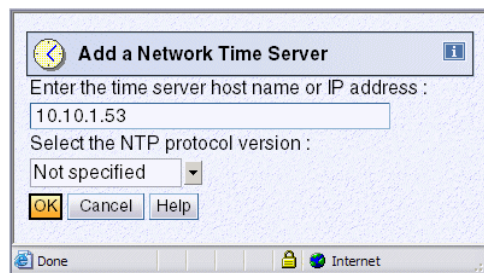 Add a Network Time Server
i
Enter the time server host name or IP address :
10.10.1.53
Select the NTP protocol version :
Not specified
OK Cancel Help
Done Internet